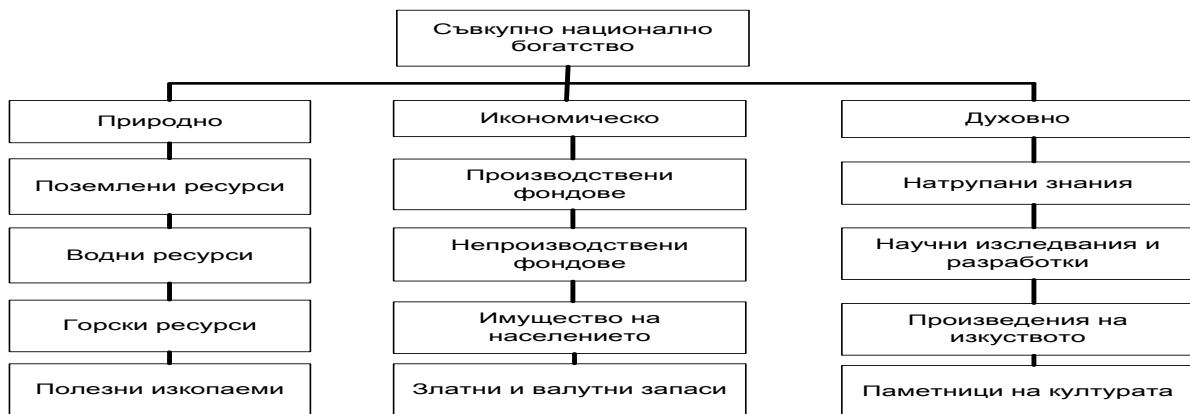 Съвкупно национално
богатство
Природно
Икономическо
Духовно
Поземлени ресурси
Производствени
фондове
Натрупани знания
Водни ресурси
Непроизводствени
фондове
Научни изследвания и
разработки
Горски ресурси
Имущество на
населението
Произведения на
изкуството
Полезни изкопаеми
Златни и валутни запаси
Паметници на културата